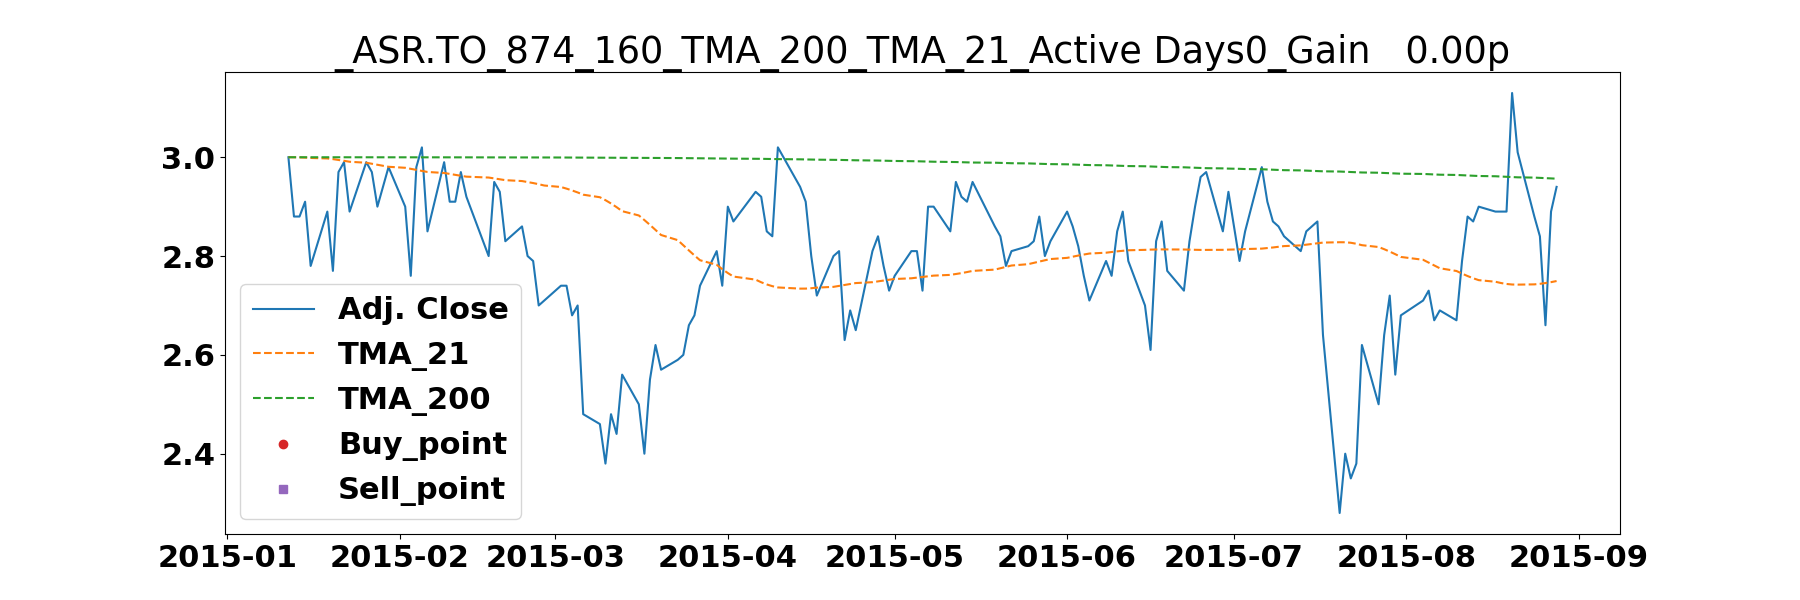 _ASR.TO_874_160_TMA_200_TMA_21_Active Days0_Gain   0.00p
3.0
2.8
2.6
2.4
Adj. Close
TMA_21
TMA_200
Buy_point
Sell_point
2015-01 2015-02 2015-03 2015-04 2015-05 2015-06 2015-07 2015-08 2015-09